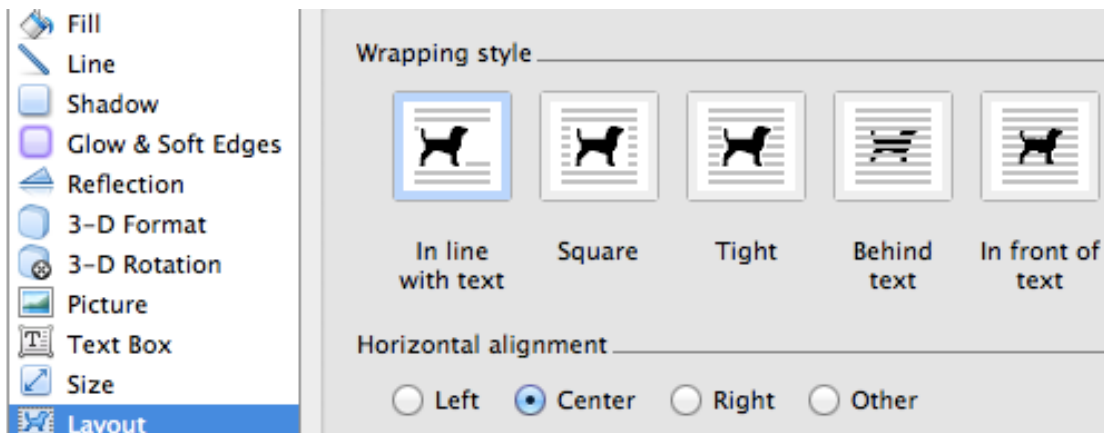 Fill
Line
Shadow
Glow & Soft Edges
Reflection
3-D Format
3-D Rotation
Picture
Text Box
Size
Layout
Wrapping style
In line
with text
Square
Tight
Behind
text
In front of
text
Horizontal alignment
Left
Center
Right
Other